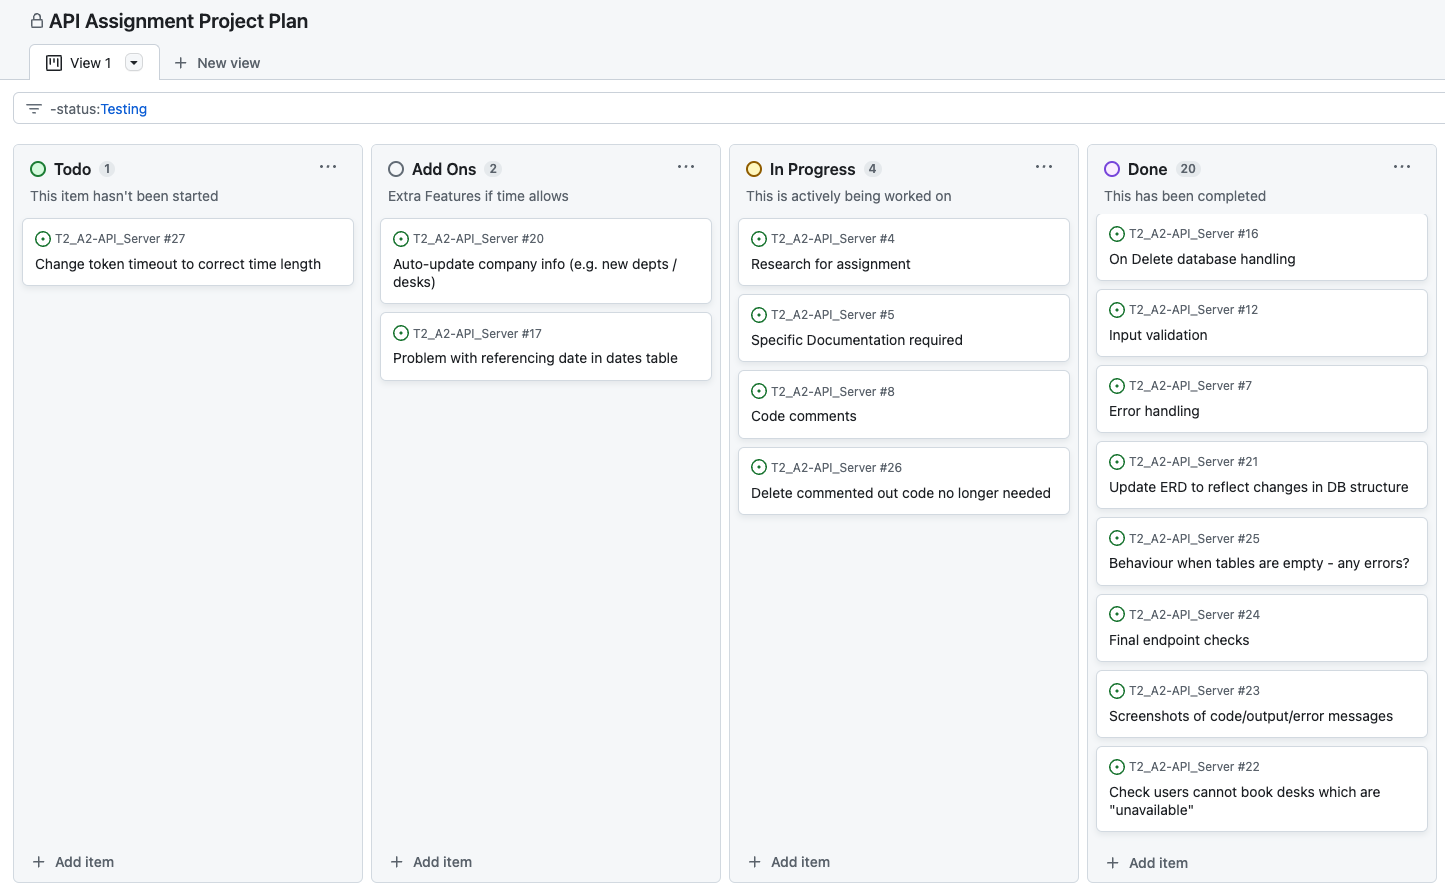 API Assignment Project Plan
View 1
New view
-status:Testing
Todo 1
This item hasn't been started
T2_A2-API_Server #27
Change token timeout to correct time length
Add item
Add Ons 2
Extra Features if time allows
T2_A2-API_Server #20
Auto-update company info (e.g. new depts /
desks)
T2_A2-API_Server #17
Problem with referencing date in dates table
Add item
In Progress 4
This is actively being worked on
T2_A2-API_Server #4
Research for assignment
T2_A2-API_Server #5
Specific Documentation required
T2_A2-API_Server #8
Code comments
T2_A2-API_Server #26
Delete commented out code no longer needed
Add item
Done 20
This has been completed
T2_A2-API_Server #16
On Delete database handling
T2_A2-API_Server #12
Input validation
T2_A2-API_Server #7
Error handling
T2_A2-API_Server #21
Update ERD to reflect changes in DB structure
T2_A2-API_Server #25
Behaviour when tables are empty - any errors?
T2_A2-API_Server #24
Final endpoint checks
T2_A2-API_Server #23
Screenshots of code/output/error messages
T2_A2-API_Server #22
Check users cannot book desks which are
"unavailable"
Add item